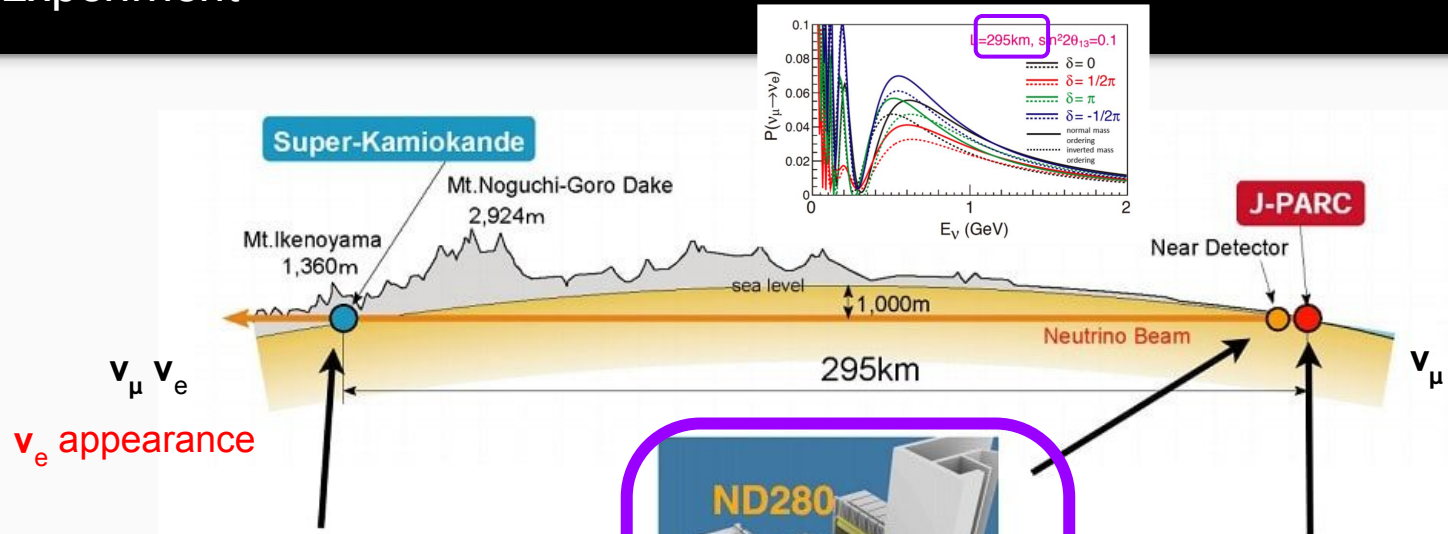 Experiment
L=295km, sin²2θ₁₃=0.1
δ= 0
δ= 1/2π
δ= π
δ= -1/2π
normal mass
ordering
inverted mass
ordering
0.1
0.08
0.06
0.04
0.02
0
P(νμ→νe)
0 1 2
Eν (GeV)
Super-Kamiokande
Mt.Noguchi-Goro Dake
2,924m
Mt.Ikenoyama
1,360m
J-PARC
Near Detector
sea level
1,000m
Neutrino Beam
295km
νμ νe
νμ
νe appearance
ND280